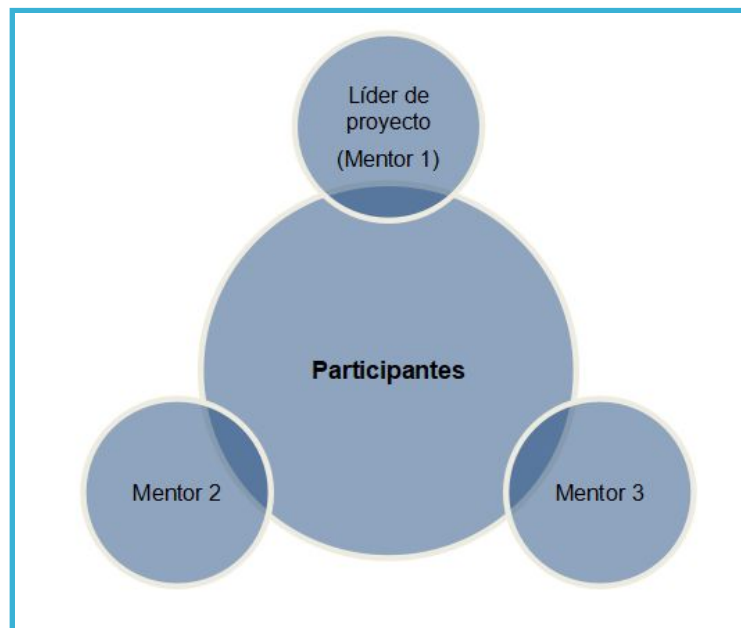 Líder de
proyecto
(Mentor 1)
Participantes
Mentor 2
Mentor 3